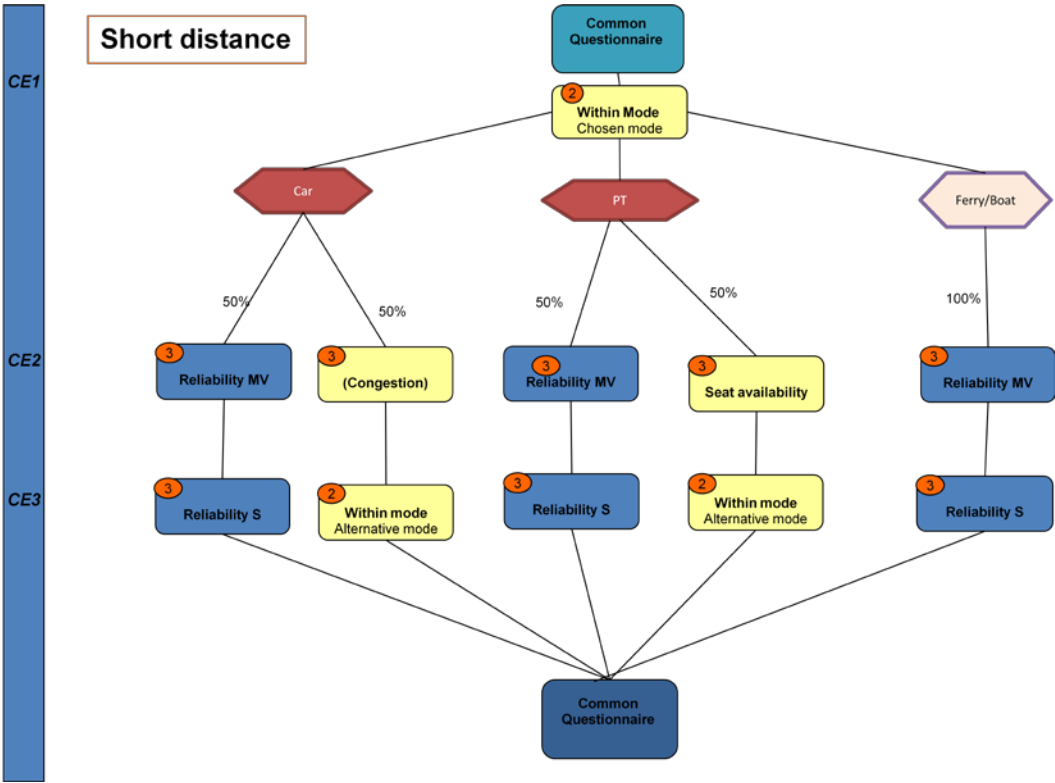 Short distance
Common
Questionnaire
CE1
2
Within Mode
Chosen mode
Car
PT
Ferry/Boat
50%
50%
50%
50%
100%
CE2
3
Reliability MV
3
(Congestion)
3
Reliability MV
3
Seat availability
3
Reliability MV
CE3
3
Reliability S
2
Within mode
Alternative mode
3
Reliability S
2
Within mode
Alternative mode
3
Reliability S
Common
Questionnaire